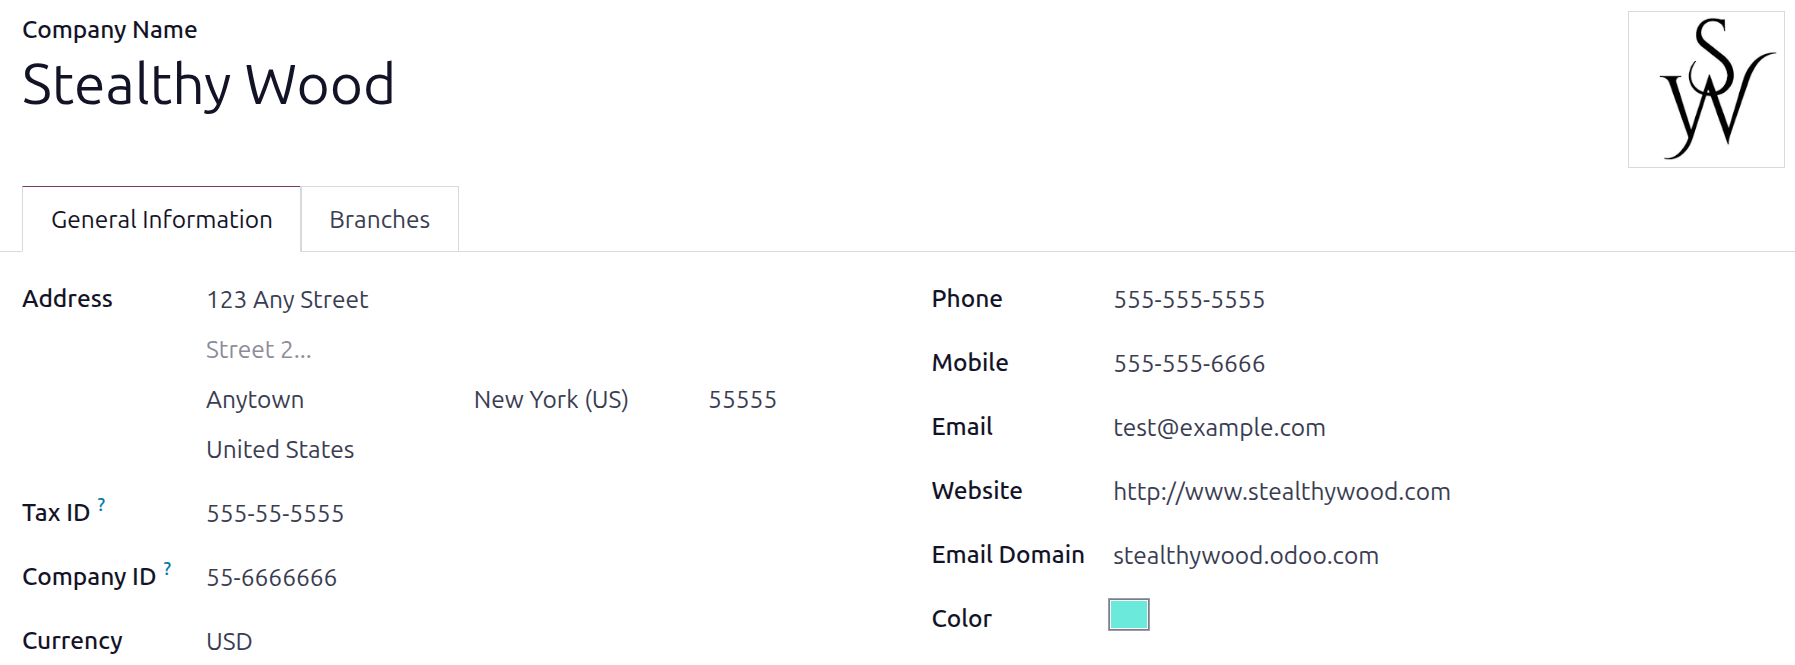 Company Name
Stealthy Wood
SW
General Information
Branches
Address
123 Any Street
Street 2...
Anytown New York (US) 55555
United States
Tax ID ?
555-55-5555
Company ID ?
55-6666666
Currency
USD
Phone
555-555-5555
Mobile
555-555-6666
Email
test@example.com
Website
http://www.stealthywood.com
Email Domain
stealthywood.odoo.com
Color